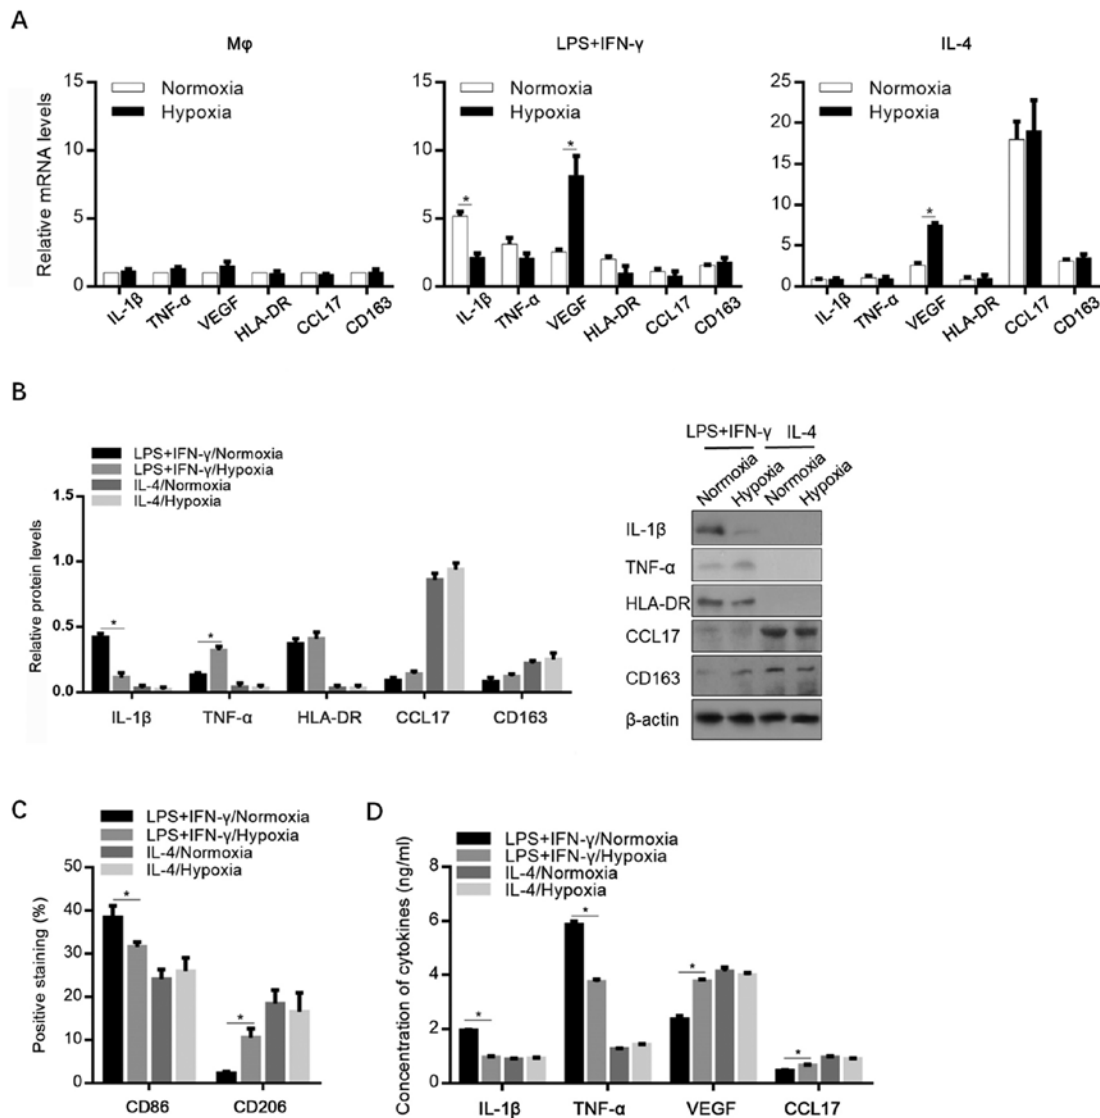 A
Mφ
LPS+IFN-γ
IL-4
Relative mRNA levels
15
10
5
0
Normoxia
Hypoxia
IL-1β
TNF-α
VEGF
HLA-DR
CCL17
CD163
15
10
5
0
Normoxia
Hypoxia
*
*
IL-1β
TNF-α
VEGF
HLA-DR
CCL17
CD163
25
20
15
10
5
0
Normoxia
Hypoxia
*
IL-1β
TNF-α
VEGF
HLA-DR
CCL17
CD163
B
LPS+IFN-γ/Normoxia
LPS+IFN-γ/Hypoxia
IL-4/Normoxia
IL-4/Hypoxia
Relative protein levels
1.5
1.0
0.5
0.0
*
*
IL-1β
TNF-α
HLA-DR
CCL17
CD163
LPS+IFN-γ IL-4
Normoxia
Hypoxia
Normoxia
Hypoxia
IL-1β
TNF-α
HLA-DR
CCL17
CD163
β-actin
C
LPS+IFN-γ/Normoxia
LPS+IFN-γ/Hypoxia
IL-4/Normoxia
IL-4/Hypoxia
Positive staining (%)
50
40
30
20
10
0
*
*
CD86
CD206
D
LPS+IFN-γ/Normoxia
LPS+IFN-γ/Hypoxia
IL-4/Normoxia
IL-4/Hypoxia
Concentration of cytokines (ng/ml)
8
6
4
2
0
*
*
*
*
IL-1β
TNF-α
VEGF
CCL17